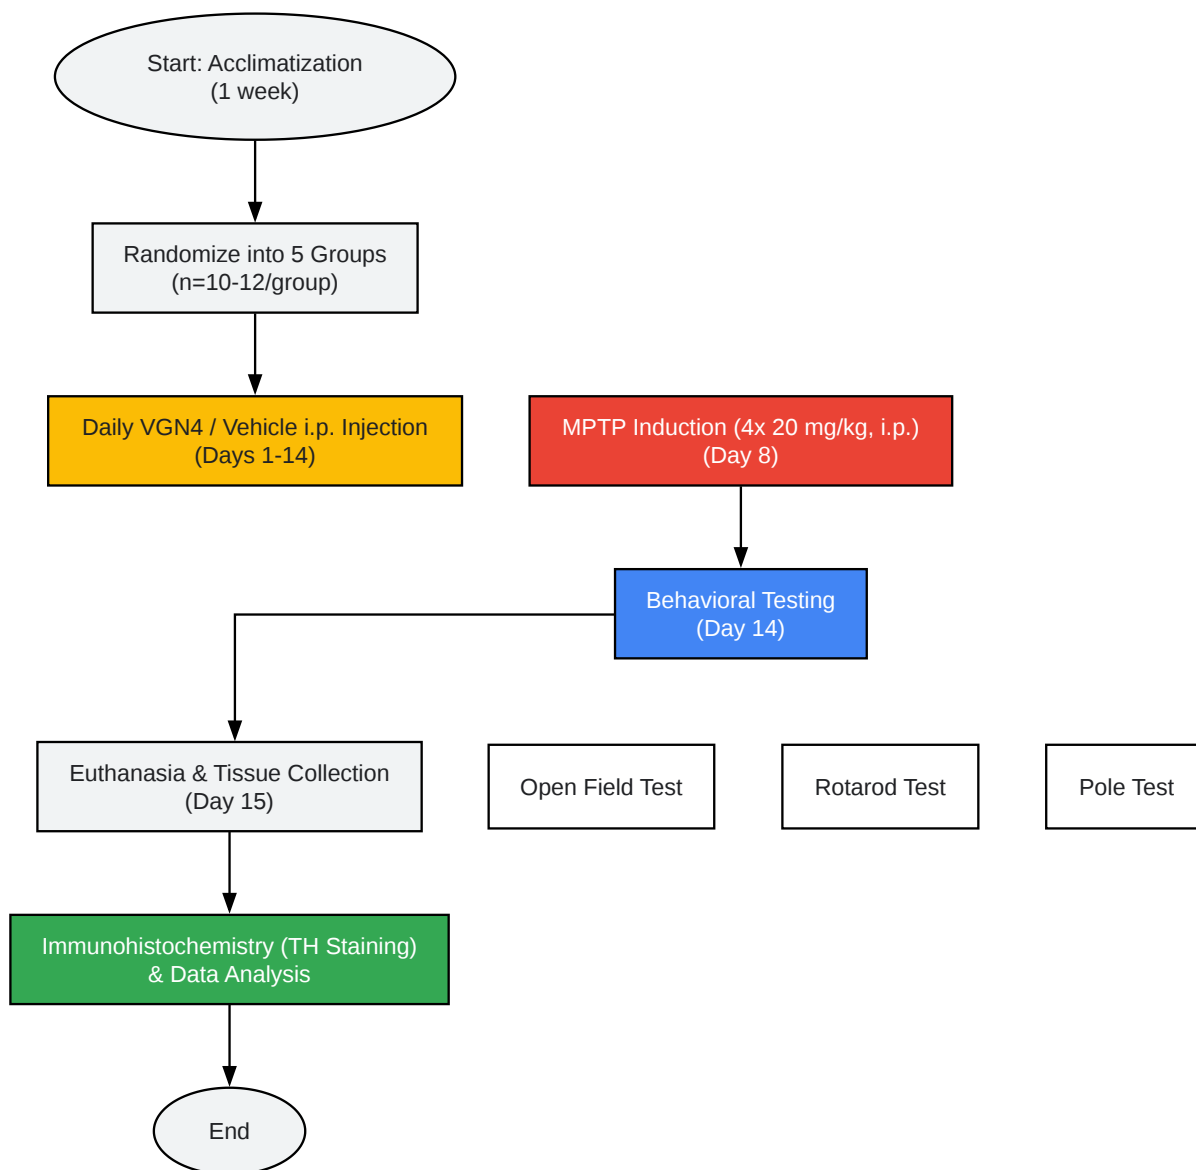 Start: Acclimatization
(1 week)
Randomize into 5 Groups
(n=10-12/group)
Daily VGN4 / Vehicle i.p. Injection
(Days 1-14)
MPTP Induction (4x 20 mg/kg, i.p.)
(Day 8)
Behavioral Testing
(Day 14)
Euthanasia & Tissue Collection
(Day 15)
Open Field Test
Rotarod Test
Pole Test
Immunohistochemistry (TH Staining)
& Data Analysis
End